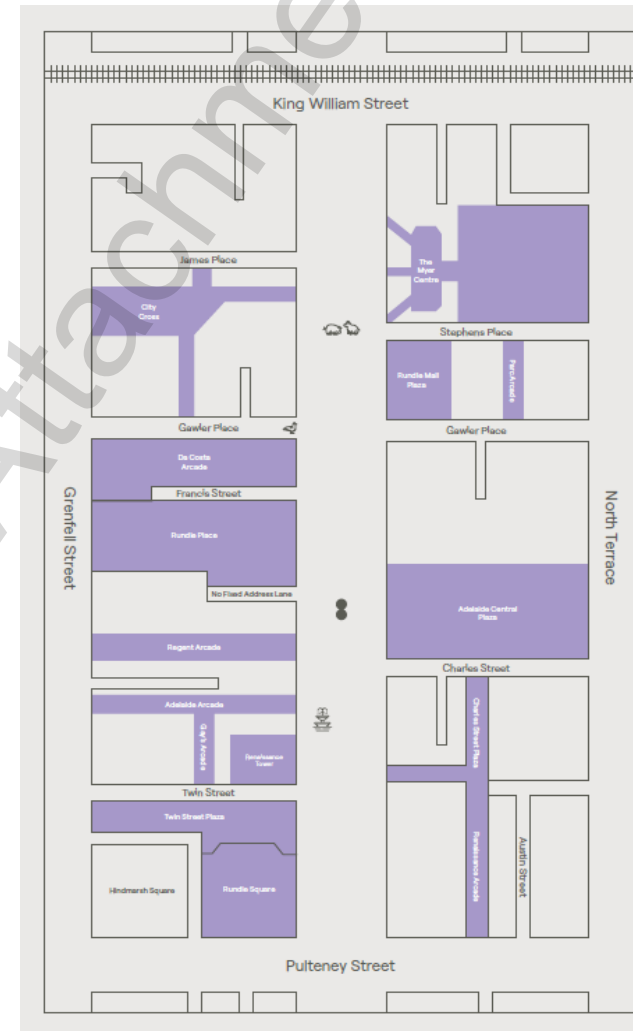 Attachme
King William Street
James Place
City
Cross
The
Myer
Centre
Stephens Place
Rundle Mall
Plaza
Parc Arcade
Gawler Place
Gawler Place
Da Costa
Arcade
Francis Street
Grenfell Street
North Terrace
Rundle Place
No Fixed Address Lane
Adelaide Central
Plaza
Regent Arcade
Charles Street
Adelaide Arcade
Gay's Arcade
Renaissance
Tower
Charles Street Plaza
Twin Street
Twin Street Plaza
Hindmarsh Square
Rundle Square
Renaissance Arcade
Austin Street
Pulteney Street